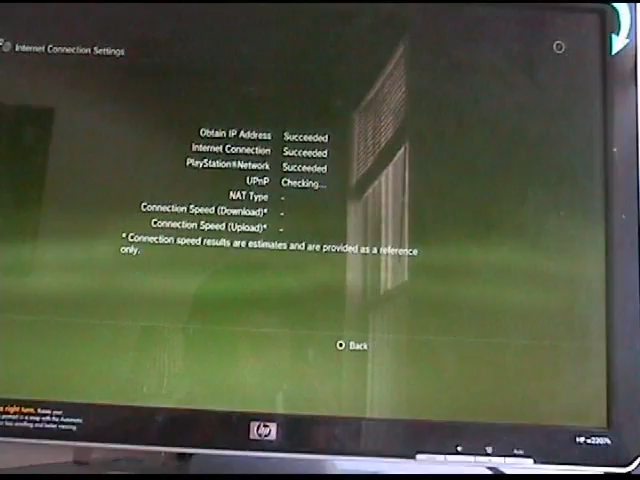 Internet Connection Settings
Obtain IP Address Succeeded
Internet Connection Succeeded
PlayStation®Network Succeeded
UPnP Checking...
NAT Type -
Connection Speed (Download)* -
Connection Speed (Upload)* -
* Connection speed results are estimates and are provided as a reference
only.
Back
right turn.
hp
HP w2207h